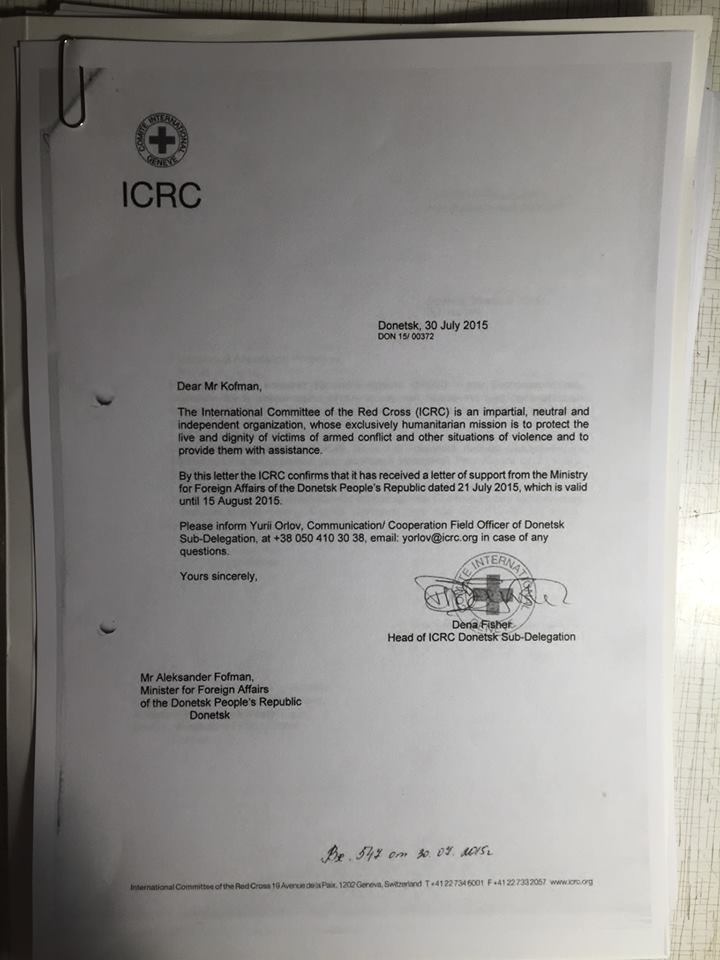 COMITE INTERNATIONAL
GENEVE
ICRC
Donetsk, 30 July 2015
DON 15/ 00372
Dear Mr Kofman,
The International Committee of the Red Cross (ICRC) is an impartial, neutral and
independent organization, whose exclusively humanitarian mission is to protect the
live and dignity of victims of armed conflict and other situations of violence and to
provide them with assistance.
By this letter the ICRC confirms that it has received a letter of support from the Ministry
for Foreign Affairs of the Donetsk People's Republic dated 21 July 2015, which is valid
until 15 August 2015.
Please inform Yurii Orlov, Communication/ Cooperation Field Officer of Donetsk
Sub-Delegation, at +38 050 410 30 38, email: yorlov@icrc.org in case of any
questions.
Yours sincerely,
COMITE INTERNATIONAL
Dena Fisher
Head of ICRC Donetsk Sub-Delegation
Mr Aleksander Fofman,
Minister for Foreign Affairs
of the Donetsk People's Republic
Donetsk
Вх. 547 от 30.07.2015г
International Committee of the Red Cross 19 Avenue de la Paix, 1202 Geneva, Switzerland T +41 22 734 6001 F +41 22 733 2057 www.icrc.org